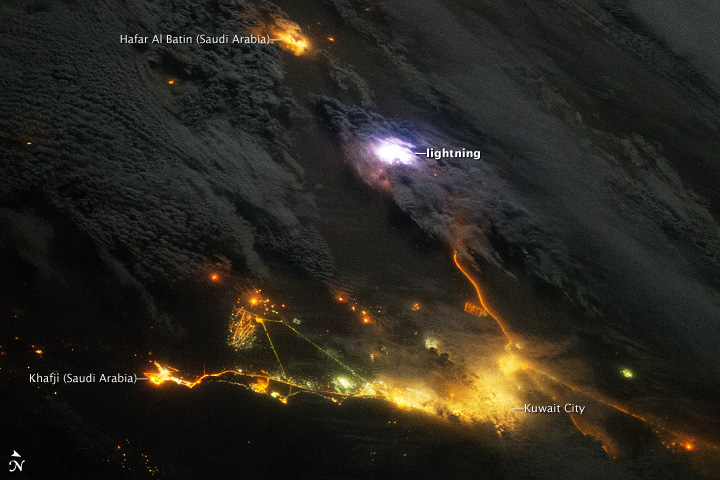 Hafar Al Batin (Saudi Arabia)
lightning
Khafji (Saudi Arabia)
Kuwait City
N